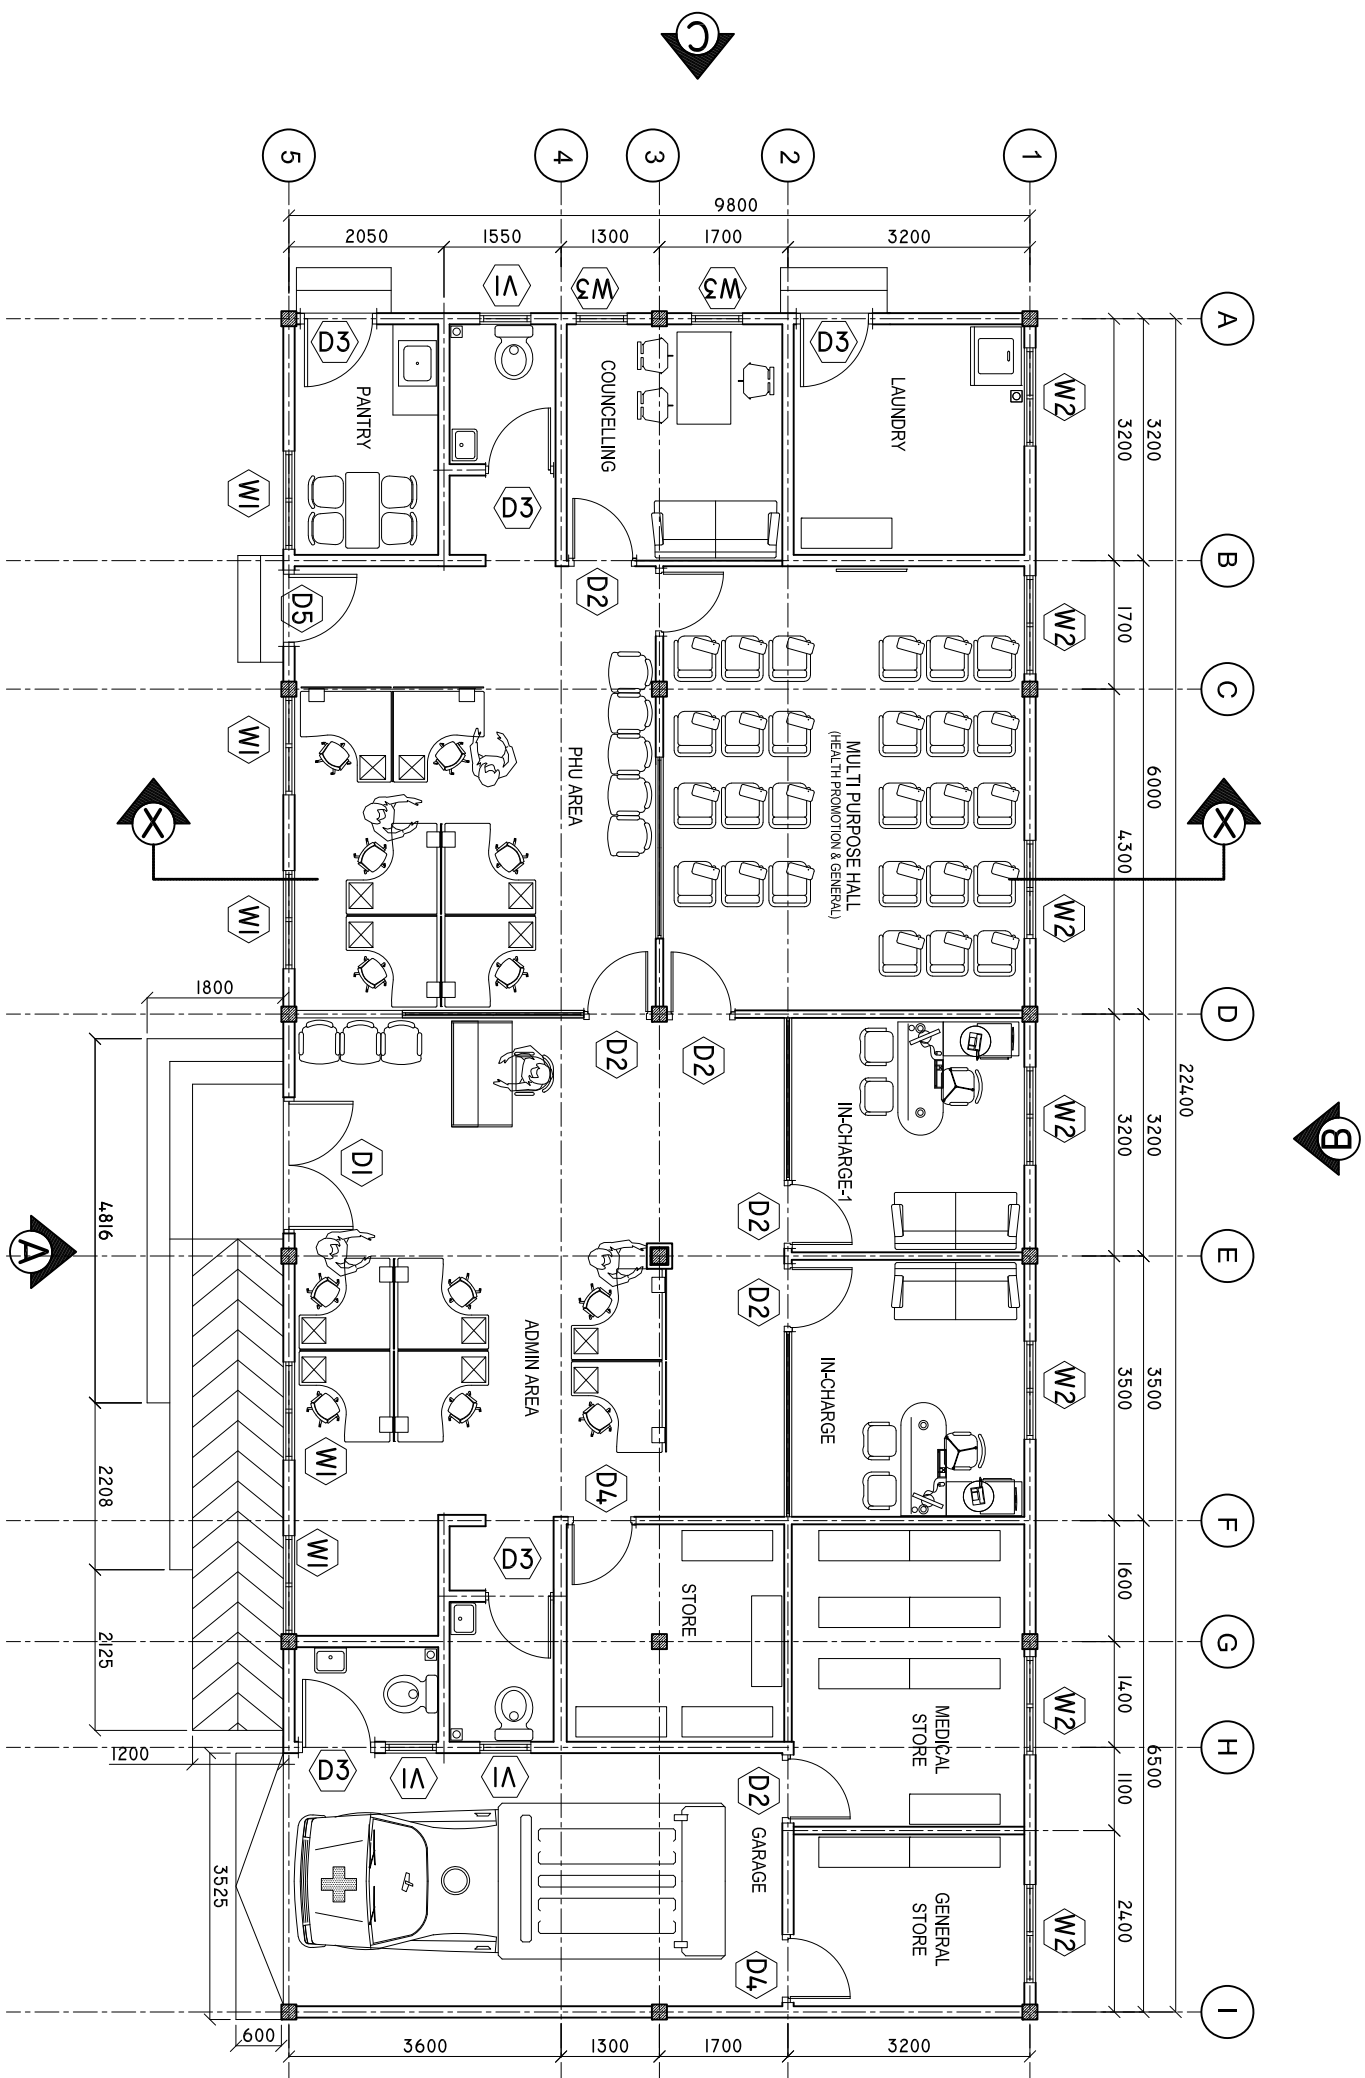 C
5
4
3
2
1
9800
2050
1550
1300
1700
3200
V1
W3
W3
A
D3
D3
PANTRY
COUNCELLING
LAUNDRY
W2
3200
3200
W1
D3
B
D5
D2
W2
1700
C
W1
PHU AREA
MULTI PURPOSE HALL
(HEALTH PROMOTION & GENERAL)
6000
4300
X
X
W1
W2
1800
D
D2
D2
22400
4816
D1
IN-CHARGE-1
W2
3200
3200
B
D2
A
E
D2
ADMIN AREA
IN-CHARGE
W2
3500
3500
W1
D4
2208
F
W1
D3
STORE
1600
2125
G
1400
MEDICAL
STORE
W2
6500
H
1200
D3
V1
V1
D2
1100
GARAGE
3525
GENERAL
STORE
W2
2400
D4
I
600
3600
1300
1700
3200